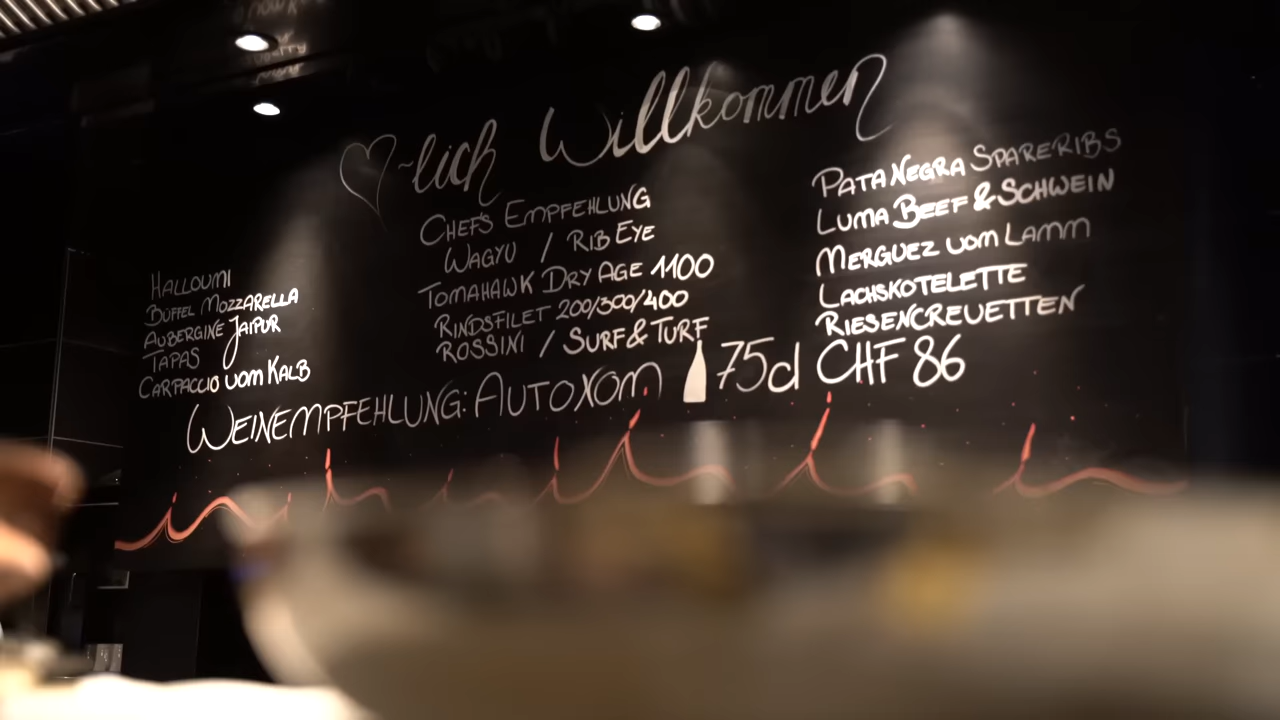 ♡-lich Willkommen
HALLOUMI
BÜFFEL MOZZARELLA
AUBERGINE JAIPUR
TAPAS
CARPACCIO vom KALB
CHEF'S EMPFEHLUNG
WAGYU / RIB EYE
TOMAHAWK DRY AGE 1100
RINDSFILET 200/300/400
ROSSINI / SURF & TURF
PATA NEGRA SPARERIBS
LUMA BEEF & SCHWEIN
MERGUEZ vom LAMM
LACHSKOTELETTE
RIESENCREVETTEN
WEINEMPFEHLUNG: AUTOXOM 75cl CHF 86